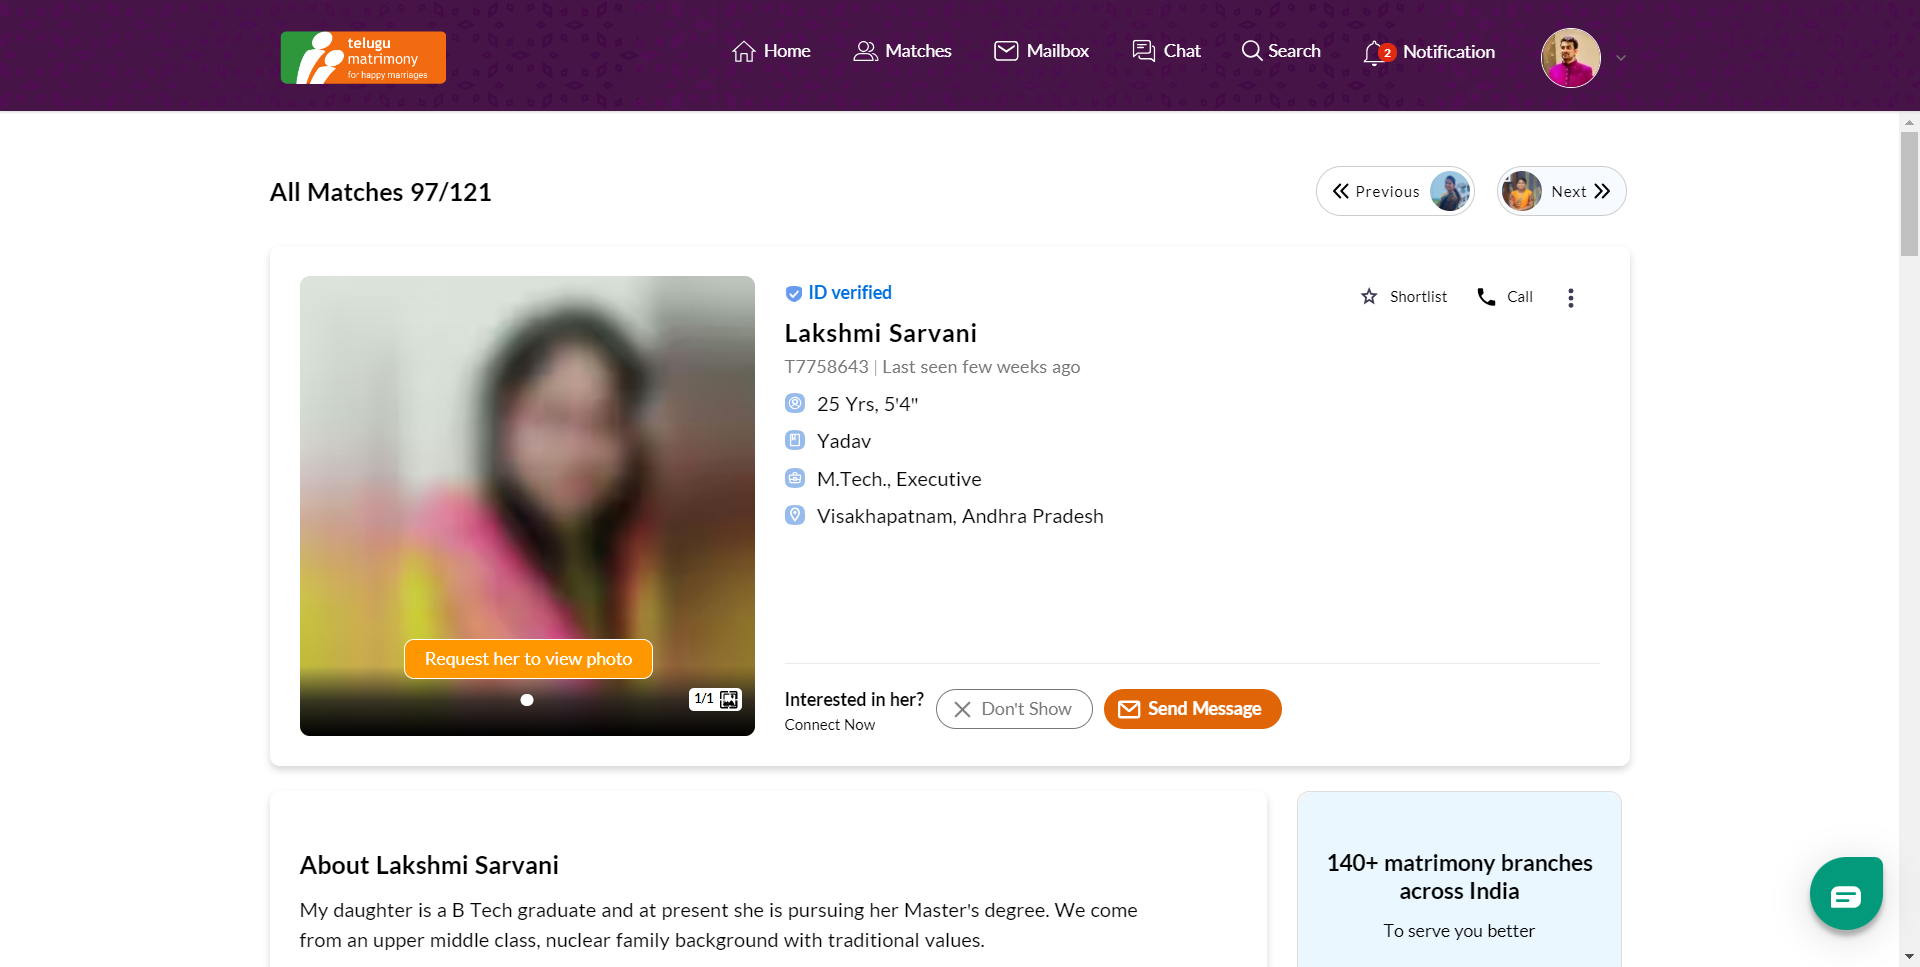 telugu
matrimony
for happy marriages
Home
Matches
Mailbox
Chat
Search
2
Notification
All Matches 97/121
Previous
Next
ID verified
Shortlist
Call
Lakshmi Sarvani
T7758643 | Last seen few weeks ago
25 Yrs, 5'4"
Yadav
M.Tech., Executive
Visakhapatnam, Andhra Pradesh
Request her to view photo
1/1
Interested in her?
Connect Now
Don't Show
Send Message
About Lakshmi Sarvani
My daughter is a B Tech graduate and at present she is pursuing her Master's degree. We come
from an upper middle class, nuclear family background with traditional values.
140+ matrimony branches
across India
To serve you better